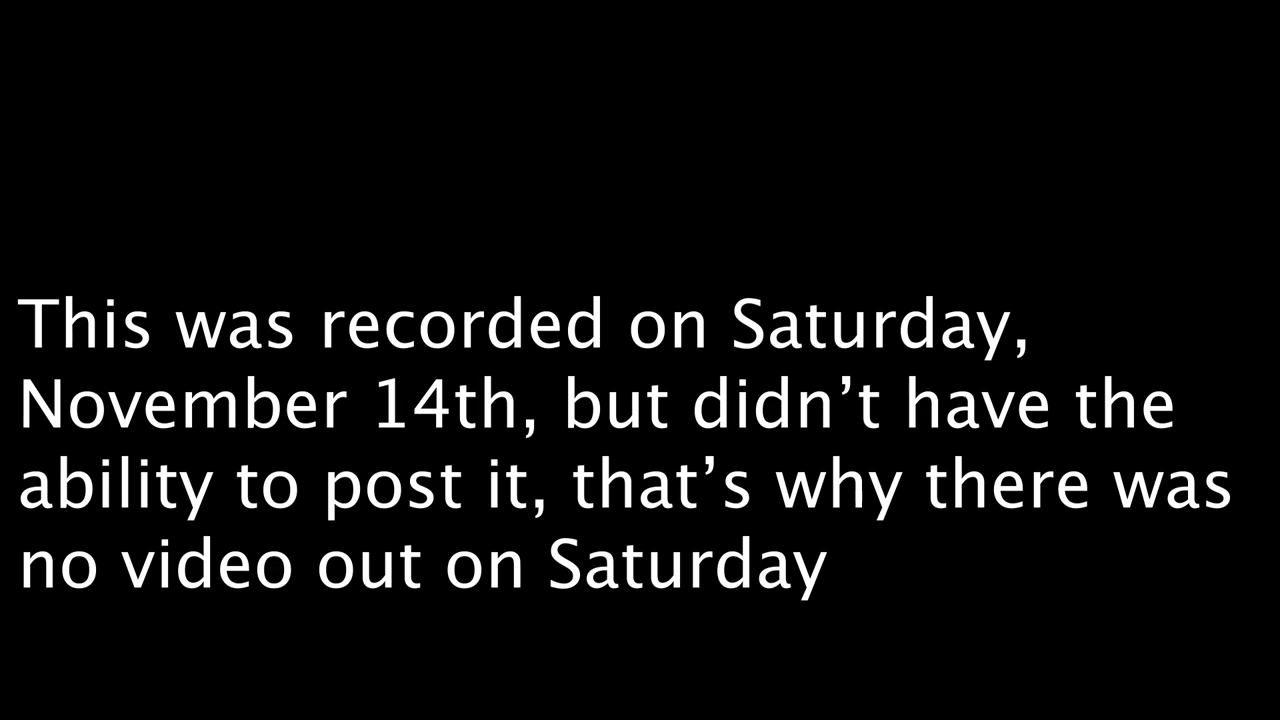 This was recorded on Saturday,
November 14th, but didn’t have the
ability to post it, that’s why there was
no video out on Saturday